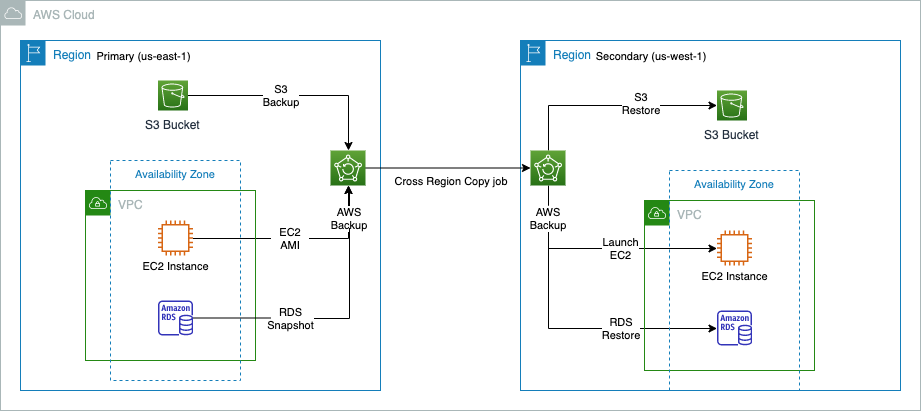 AWS Cloud
Region Primary (us-east-1)
S3 Bucket
S3
Backup
Availability Zone
VPC
EC2 Instance
EC2
AMI
Amazon
RDS
RDS
Snapshot
AWS
Backup
Cross Region Copy job
Region Secondary (us-west-1)
S3
Restore
S3 Bucket
AWS
Backup
Availability Zone
VPC
Launch
EC2
EC2 Instance
RDS
Restore
Amazon
RDS